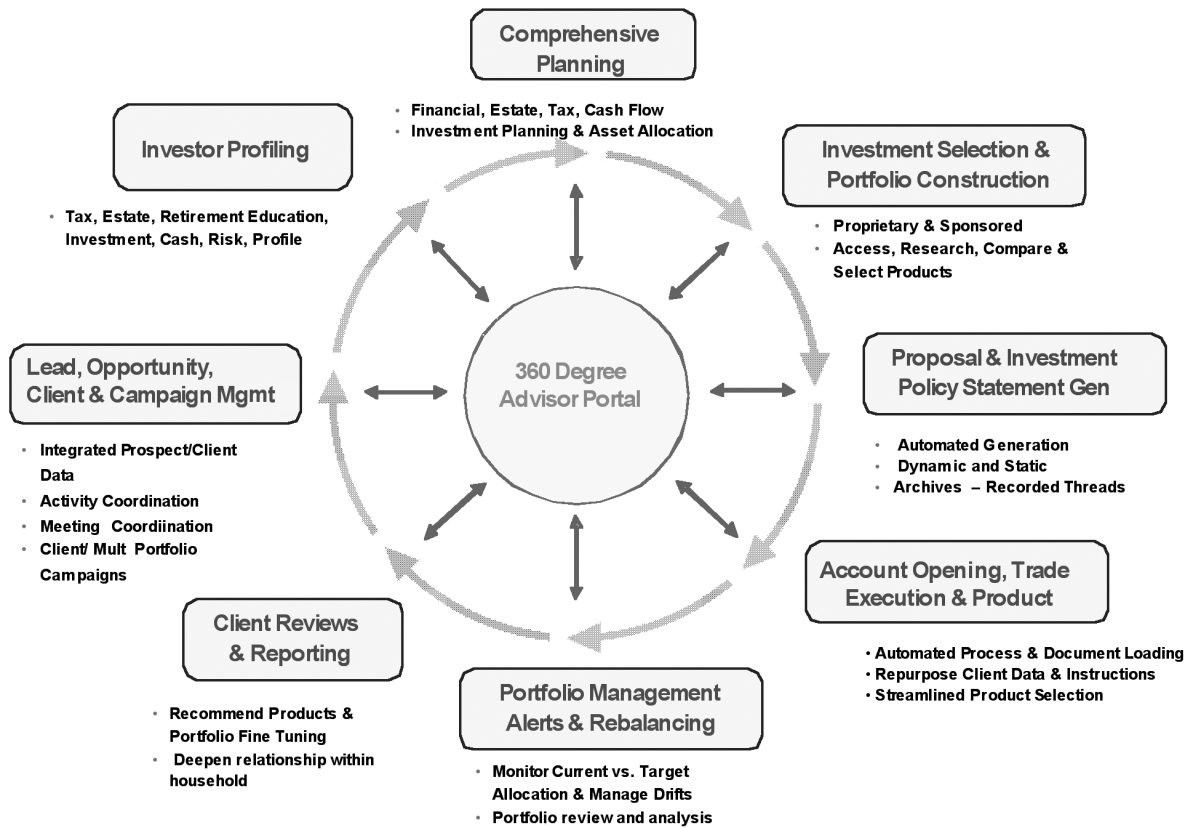 Comprehensive
Planning
• Financial, Estate, Tax, Cash Flow
• Investment Planning & Asset Allocation
Investment Selection &
Portfolio Construction
• Proprietary & Sponsored
• Access, Research, Compare &
Select Products
Proposal & Investment
Policy Statement Gen
• Automated Generation
• Dynamic and Static
• Archives – Recorded Threads
Account Opening, Trade
Execution & Product
• Automated Process & Document Loading
• Repurpose Client Data & Instructions
• Streamlined Product Selection
Portfolio Management
Alerts & Rebalancing
• Monitor Current vs. Target
Allocation & Manage Drifts
• Portfolio review and analysis
Client Reviews
& Reporting
• Recommend Products &
Portfolio Fine Tuning
• Deepen relationship within
household
Lead, Opportunity,
Client & Campaign Mgmt
• Integrated Prospect/Client
Data
• Activity Coordination
• Meeting Coordiination
• Client/ Mult Portfolio
Campaigns
Investor Profiling
• Tax, Estate, Retirement Education,
Investment, Cash, Risk, Profile
360 Degree
Advisor Portal